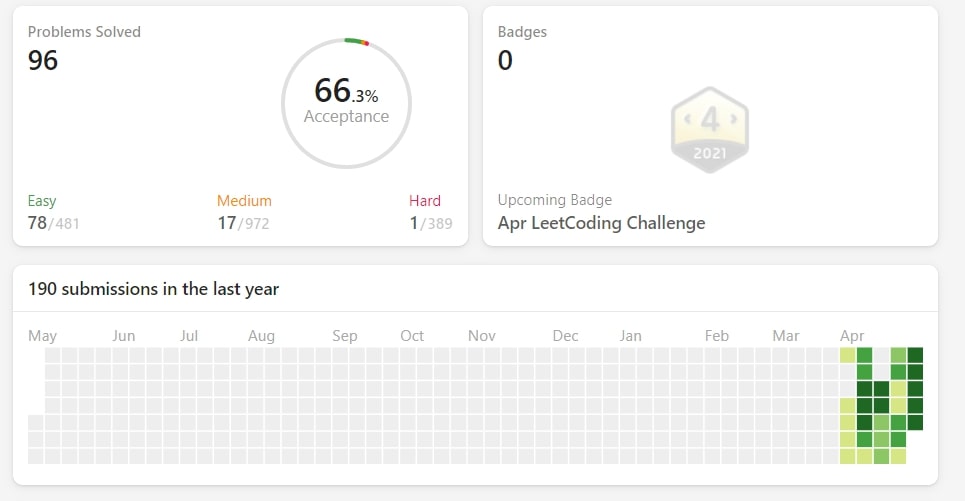 Problems Solved
96
66.3%
Acceptance
Easy
78/481
Medium
17/972
Hard
1/389
Badges
0
4
2021
Upcoming Badge
Apr LeetCoding Challenge
190 submissions in the last year
May Jun Jul Aug Sep Oct Nov Dec Jan Feb Mar Apr